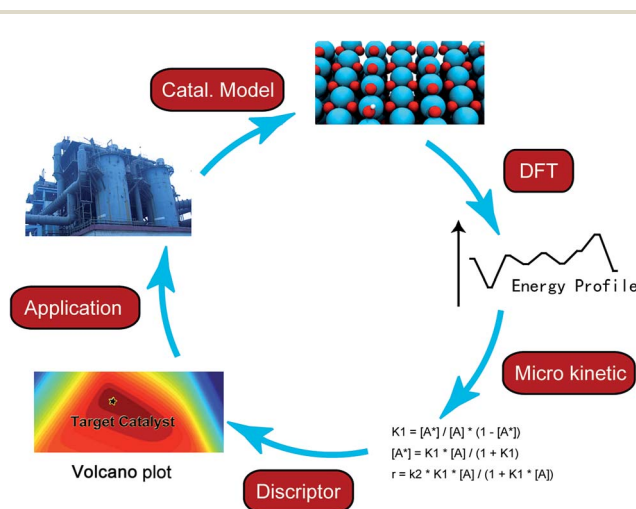 Catal. Model
DFT
Energy Profile
Micro kinetic
K1 = [A*] / [A] * (1 - [A*])
[A*] = K1 * [A] / (1 + K1)
r = k2 * K1 * [A] / (1 + K1 * [A])
Discriptor
Target Catalyst
Volcano plot
Application